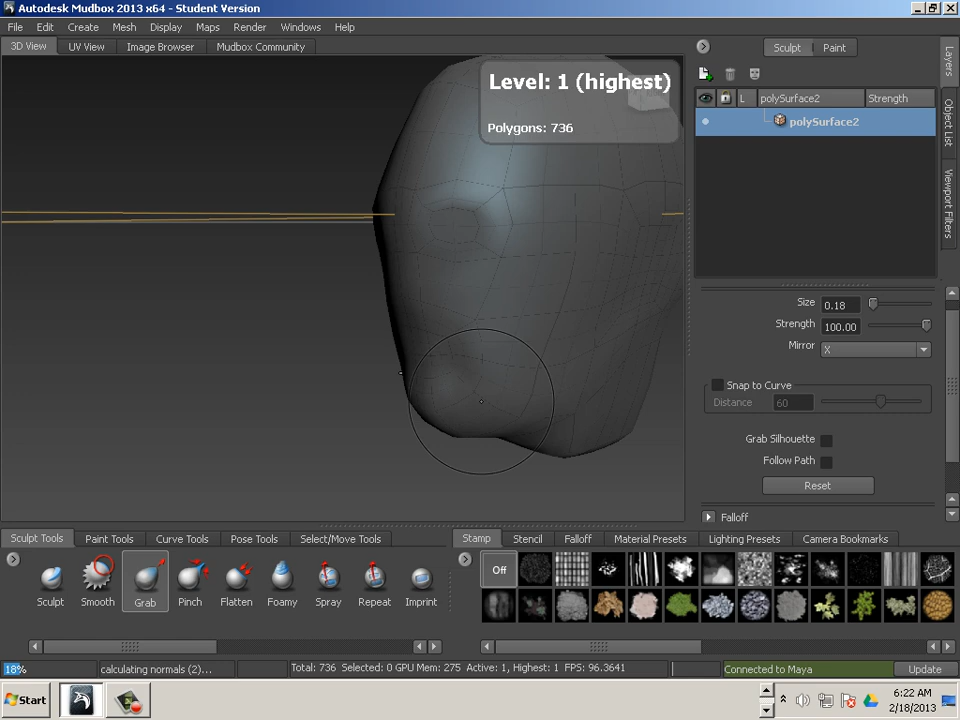 Autodesk Mudbox 2013 x64 - Student Version
File Edit Create Mesh Display Maps Render Windows Help
3D View UV View Image Browser Mudbox Community
Level: 1 (highest)
Polygons: 736
Sculpt Paint
L polySurface2 Strength
polySurface2
Layers
Object List
Viewport Filters
Size 0.18
Strength 100.00
Mirror X
Snap to Curve
Distance 60
Grab Silhouette
Follow Path
Reset
Falloff
Sculpt Tools Paint Tools Curve Tools Pose Tools Select/Move Tools
Stamp Stencil Falloff Material Presets Lighting Presets Camera Bookmarks
Off
Sculpt Smooth Grab Pinch Flatten Foamy Spray Repeat Imprint
18% calculating normals (2)... Total: 736 Selected: 0 GPU Mem: 275 Active: 1, Highest: 1 FPS: 96.3641 Connected to Maya Update
Start
6:22 AM
2/18/2013